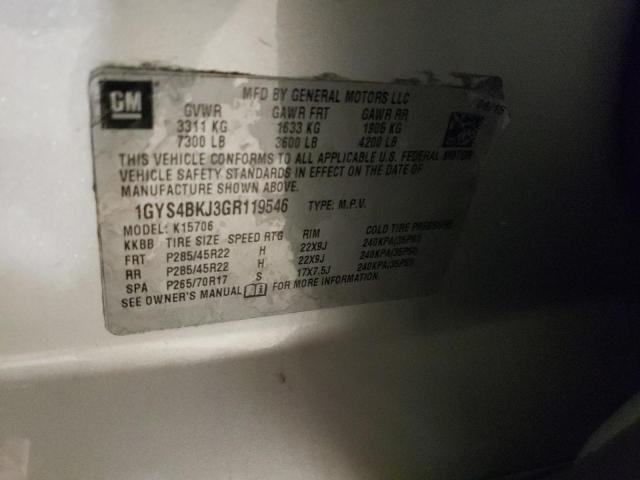 GM
MFD BY GENERAL MOTORS LLC
08/15
GVWR GAWR FRT GAWR RR
3311 KG 1633 KG 1905 KG
7300 LB 3600 LB 4200 LB
THIS VEHICLE CONFORMS TO ALL APPLICABLE U.S. FEDERAL MOTOR
VEHICLE SAFETY STANDARDS IN EFFECT ON THE DATE OF
MANUFACTURE SHOWN ABOVE.
1GYS4BKJ3GR119546 TYPE: M.P.V.
MODEL: K15706
KKBB TIRE SIZE SPEED RTG RIM COLD TIRE PRESSURE
FRT P285/45R22 H 22X9J 240KPA(35PSI)
RR P285/45R22 H 22X9J 240KPA(35PSI)
SPA P265/70R17 S 17X7.5J 240KPA(35PSI)
SEE OWNER'S MANUAL FOR MORE INFORMATION.